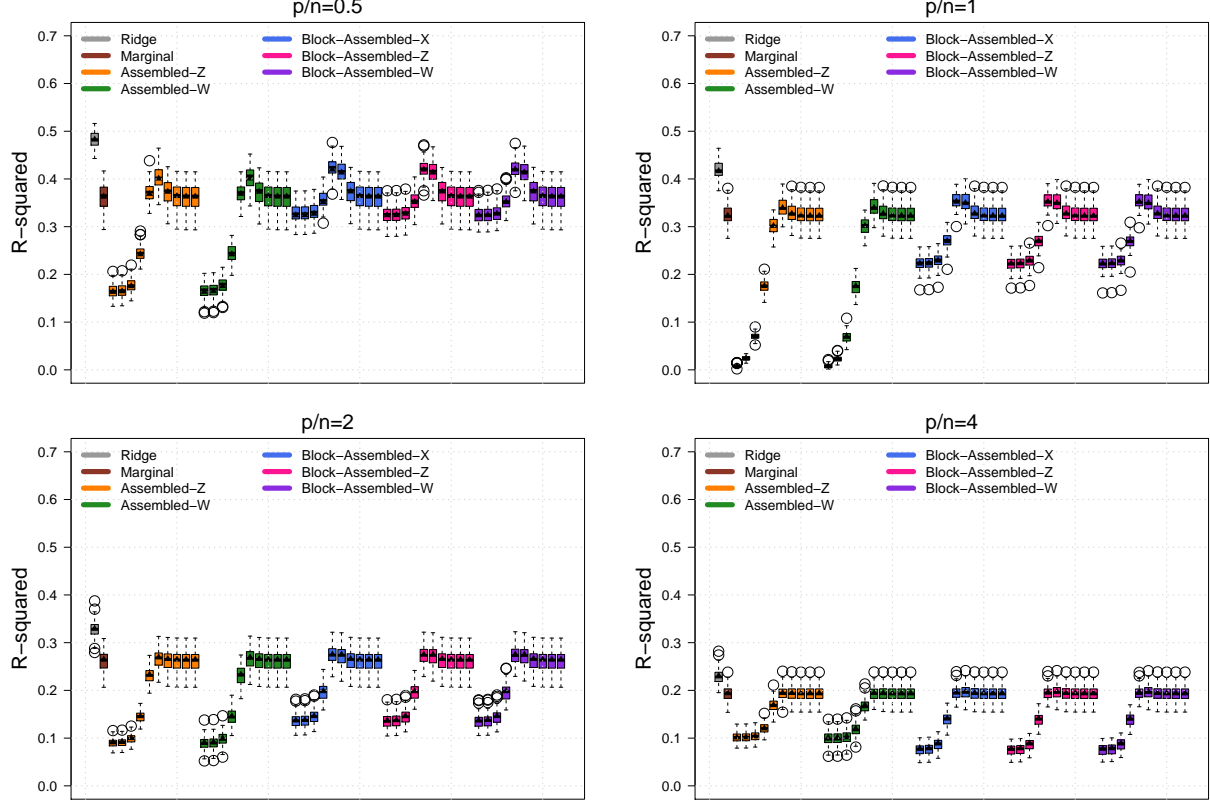 p/n=0.5
R−squared
0.7
0.6
0.5
0.4
0.3
0.2
0.1
0.0
Ridge
Marginal
Assembled−Z
Assembled−W
Block−Assembled−X
Block−Assembled−Z
Block−Assembled−W
p/n=1
R−squared
0.7
0.6
0.5
0.4
0.3
0.2
0.1
0.0
Ridge
Marginal
Assembled−Z
Assembled−W
Block−Assembled−X
Block−Assembled−Z
Block−Assembled−W
p/n=2
R−squared
0.7
0.6
0.5
0.4
0.3
0.2
0.1
0.0
Ridge
Marginal
Assembled−Z
Assembled−W
Block−Assembled−X
Block−Assembled−Z
Block−Assembled−W
p/n=4
R−squared
0.7
0.6
0.5
0.4
0.3
0.2
0.1
0.0
Ridge
Marginal
Assembled−Z
Assembled−W
Block−Assembled−X
Block−Assembled−Z
Block−Assembled−W